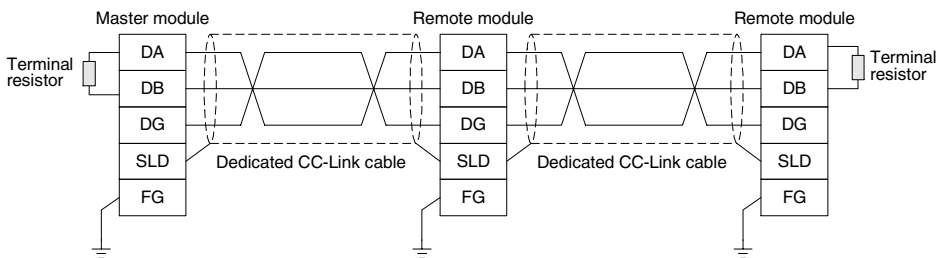 Master module
Remote module
Remote module
Terminal
resistor
DA
DB
DG
SLD
FG
Dedicated CC-Link cable
DA
DB
DG
SLD
FG
Dedicated CC-Link cable
DA
DB
DG
SLD
FG
Terminal
resistor